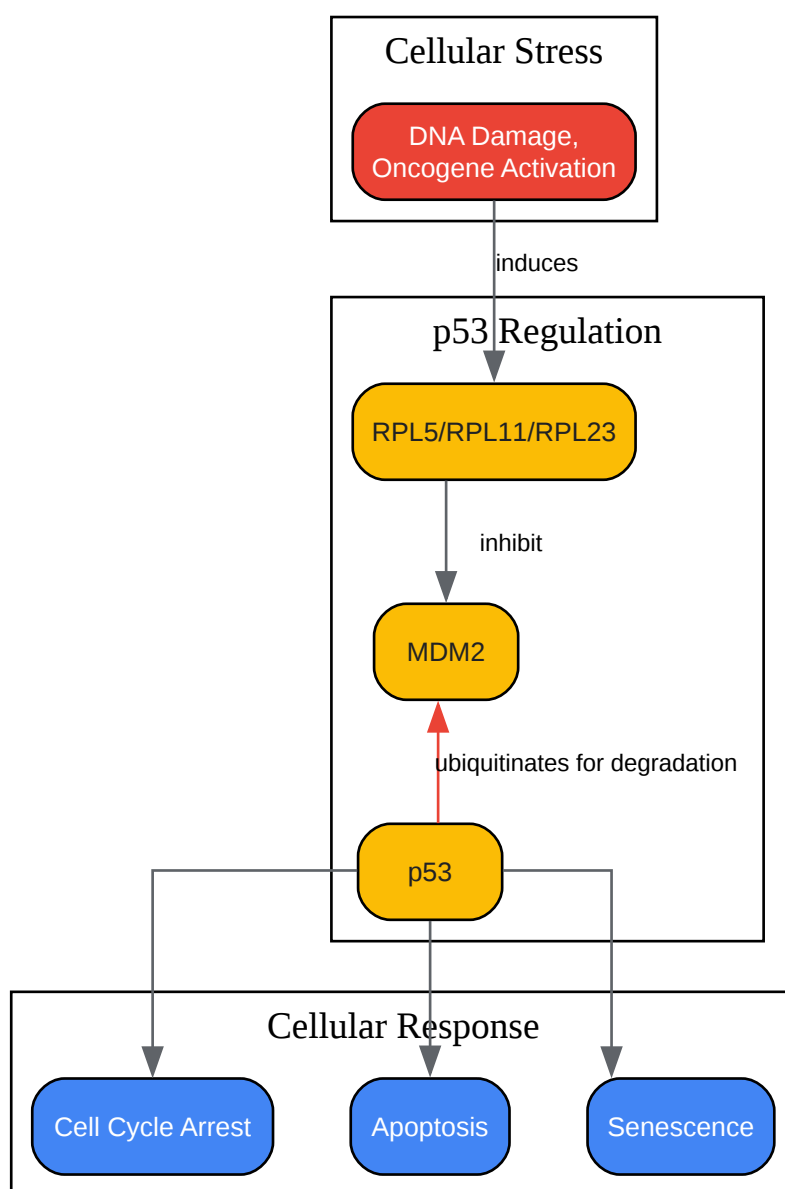 Cellular Stress
DNA Damage,
Oncogene Activation
induces
p53 Regulation
RPL5/RPL11/RPL23
inhibit
MDM2
ubiquitinates for degradation
p53
Cellular Response
Cell Cycle Arrest
Apoptosis
Senescence